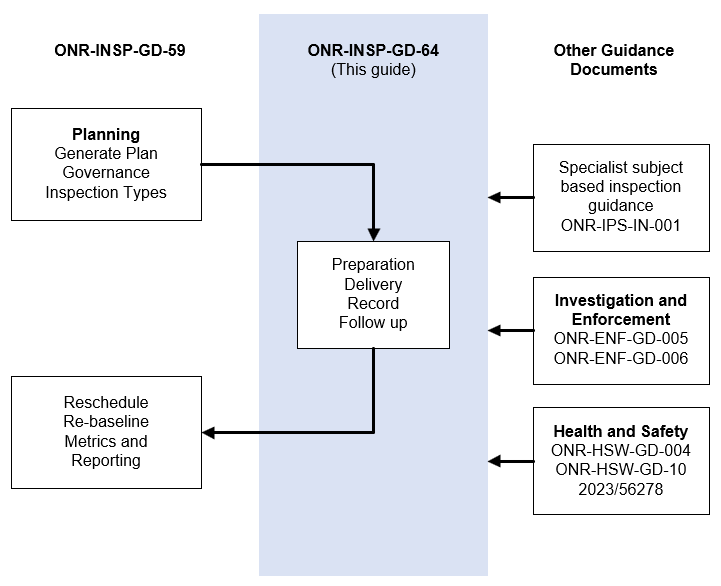 ONR-INSP-GD-59
ONR-INSP-GD-64
(This guide)
Other Guidance
Documents
Planning
Generate Plan
Governance
Inspection Types
Specialist subject
based inspection
guidance
ONR-IPS-IN-001
Preparation
Delivery
Record
Follow up
Investigation and
Enforcement
ONR-ENF-GD-005
ONR-ENF-GD-006
Reschedule
Re-baseline
Metrics and
Reporting
Health and Safety
ONR-HSW-GD-004
ONR-HSW-GD-10
2023/56278